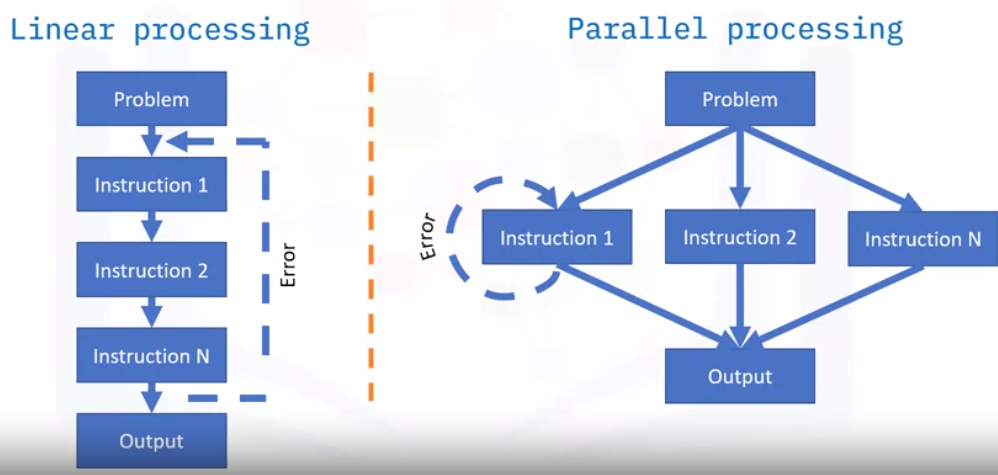 Linear processing
Problem
Instruction 1
Instruction 2
Instruction N
Output
Error
Parallel processing
Problem
Error
Instruction 1
Instruction 2
Instruction N
Output